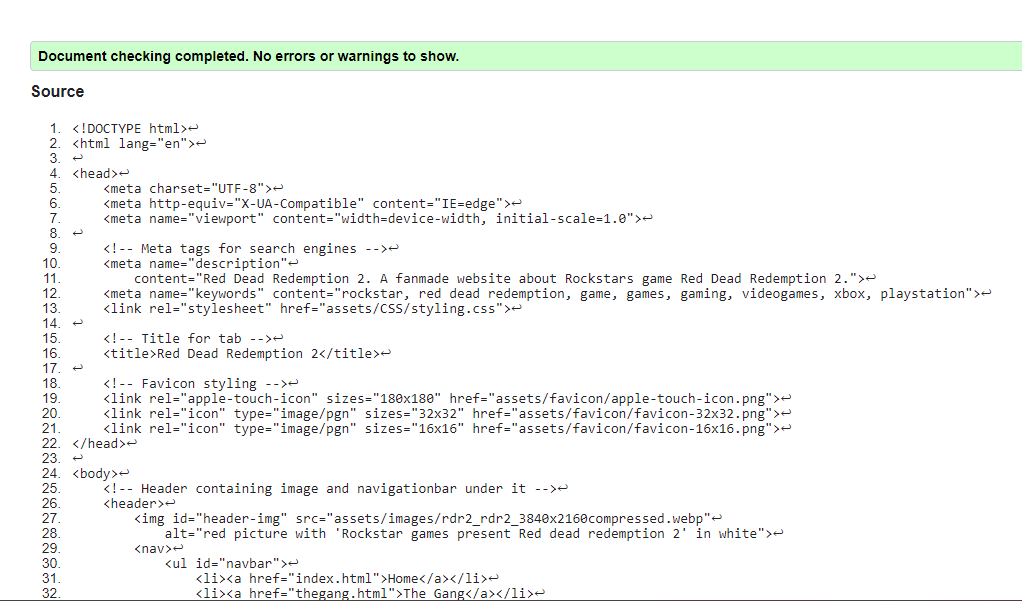 Document checking completed. No errors or warnings to show.
Source
1. <!DOCTYPE html>↩
2. <html lang="en">↩
3. ↩
4. <head>↩
5. <meta charset="UTF-8">↩
6. <meta http-equiv="X-UA-Compatible" content="IE=edge">↩
7. <meta name="viewport" content="width=device-width, initial-scale=1.0">↩
8. ↩
9. <!-- Meta tags for search engines -->↩
10. <meta name="description"↩
11. content="Red Dead Redemption 2. A fanmade website about Rockstars game Red Dead Redemption 2.">↩
12. <meta name="keywords" content="rockstar, red dead redemption, game, games, gaming, videogames, xbox, playstation">↩
13. <link rel="stylesheet" href="assets/CSS/styling.css">↩
14. ↩
15. <!-- Title for tab -->↩
16. <title>Red Dead Redemption 2</title>↩
17. ↩
18. <!-- Favicon styling -->↩
19. <link rel="apple-touch-icon" sizes="180x180" href="assets/favicon/apple-touch-icon.png">↩
20. <link rel="icon" type="image/pgn" sizes="32x32" href="assets/favicon/favicon-32x32.png">↩
21. <link rel="icon" type="image/pgn" sizes="16x16" href="assets/favicon/favicon-16x16.png">↩
22. </head>↩
23. ↩
24. <body>↩
25. <!-- Header containing image and navigationbar under it -->↩
26. <header>↩
27. <img id="header-img" src="assets/images/rdr2_rdr2_3840x2160compressed.webp"↩
28. alt="red picture with 'Rockstar games present Red dead redemption 2' in white">↩
29. <nav>↩
30. <ul id="navbar">↩
31. <li><a href="index.html">Home</a></li>↩
32. <li><a href="thegang.html">The Gang</a></li>↩